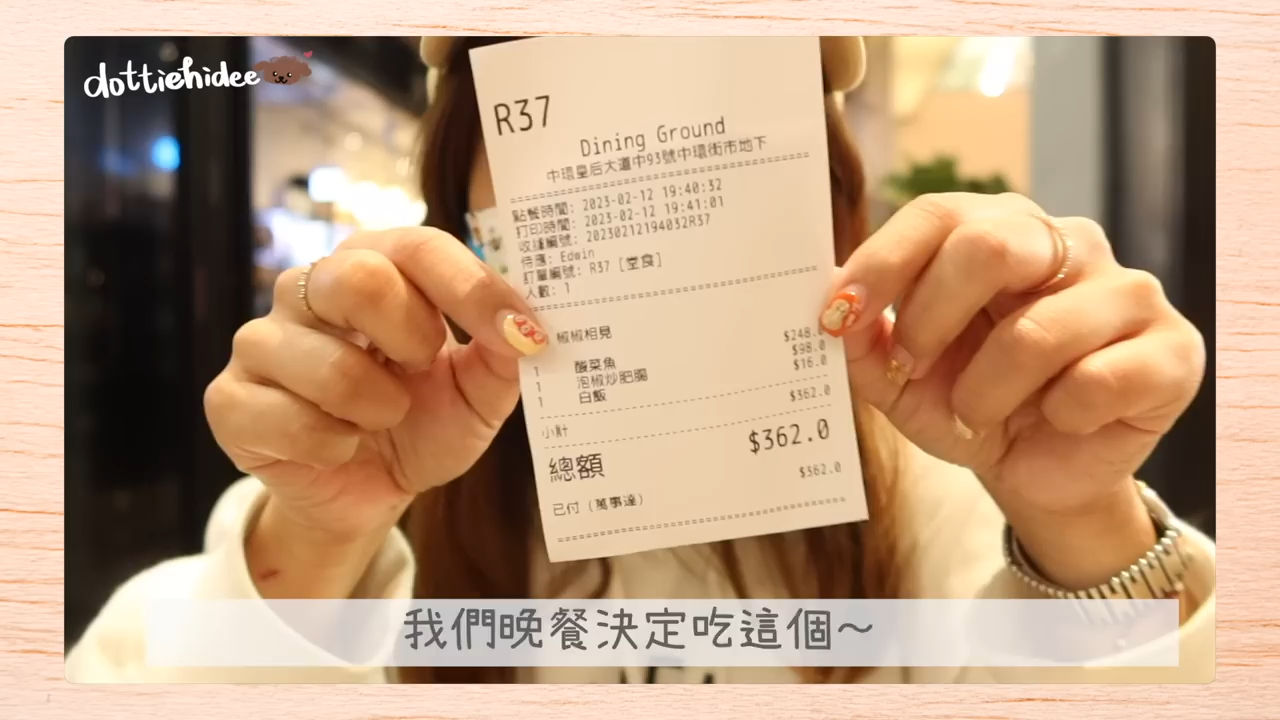 dottiehidee
R37
Dining Ground
中環皇后大道中93號中環街市地下
點餐時間: 2023-02-12 19:40:32
打印時間: 2023-02-12 19:41:01
收據編號: 20230212194032R37
侍應: Edwin
訂單編號: R37 [堂食]
人數: 1
椒椒相見
1 酸菜魚 $248.0
1 泡椒炒肥腸 $98.0
1 白飯 $16.0
小計 $362.0
總額 $362.0
已付 (萬事達) $362.0
我們晚餐決定吃這個～